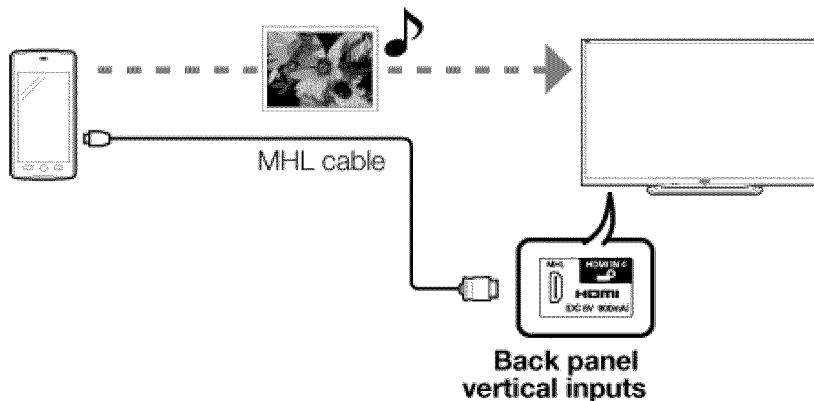 MHL cable
MHL
HDMI IN 4
HDMI
(DC 5V 900mA)
Back panel
vertical inputs